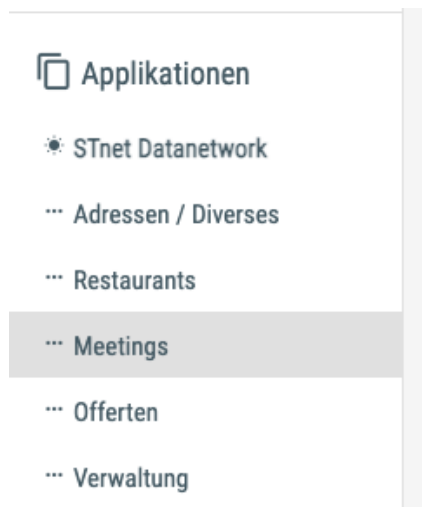 Applikationen
STnet Datanetwork
Adressen / Diverses
Restaurants
Meetings
Offerten
Verwaltung